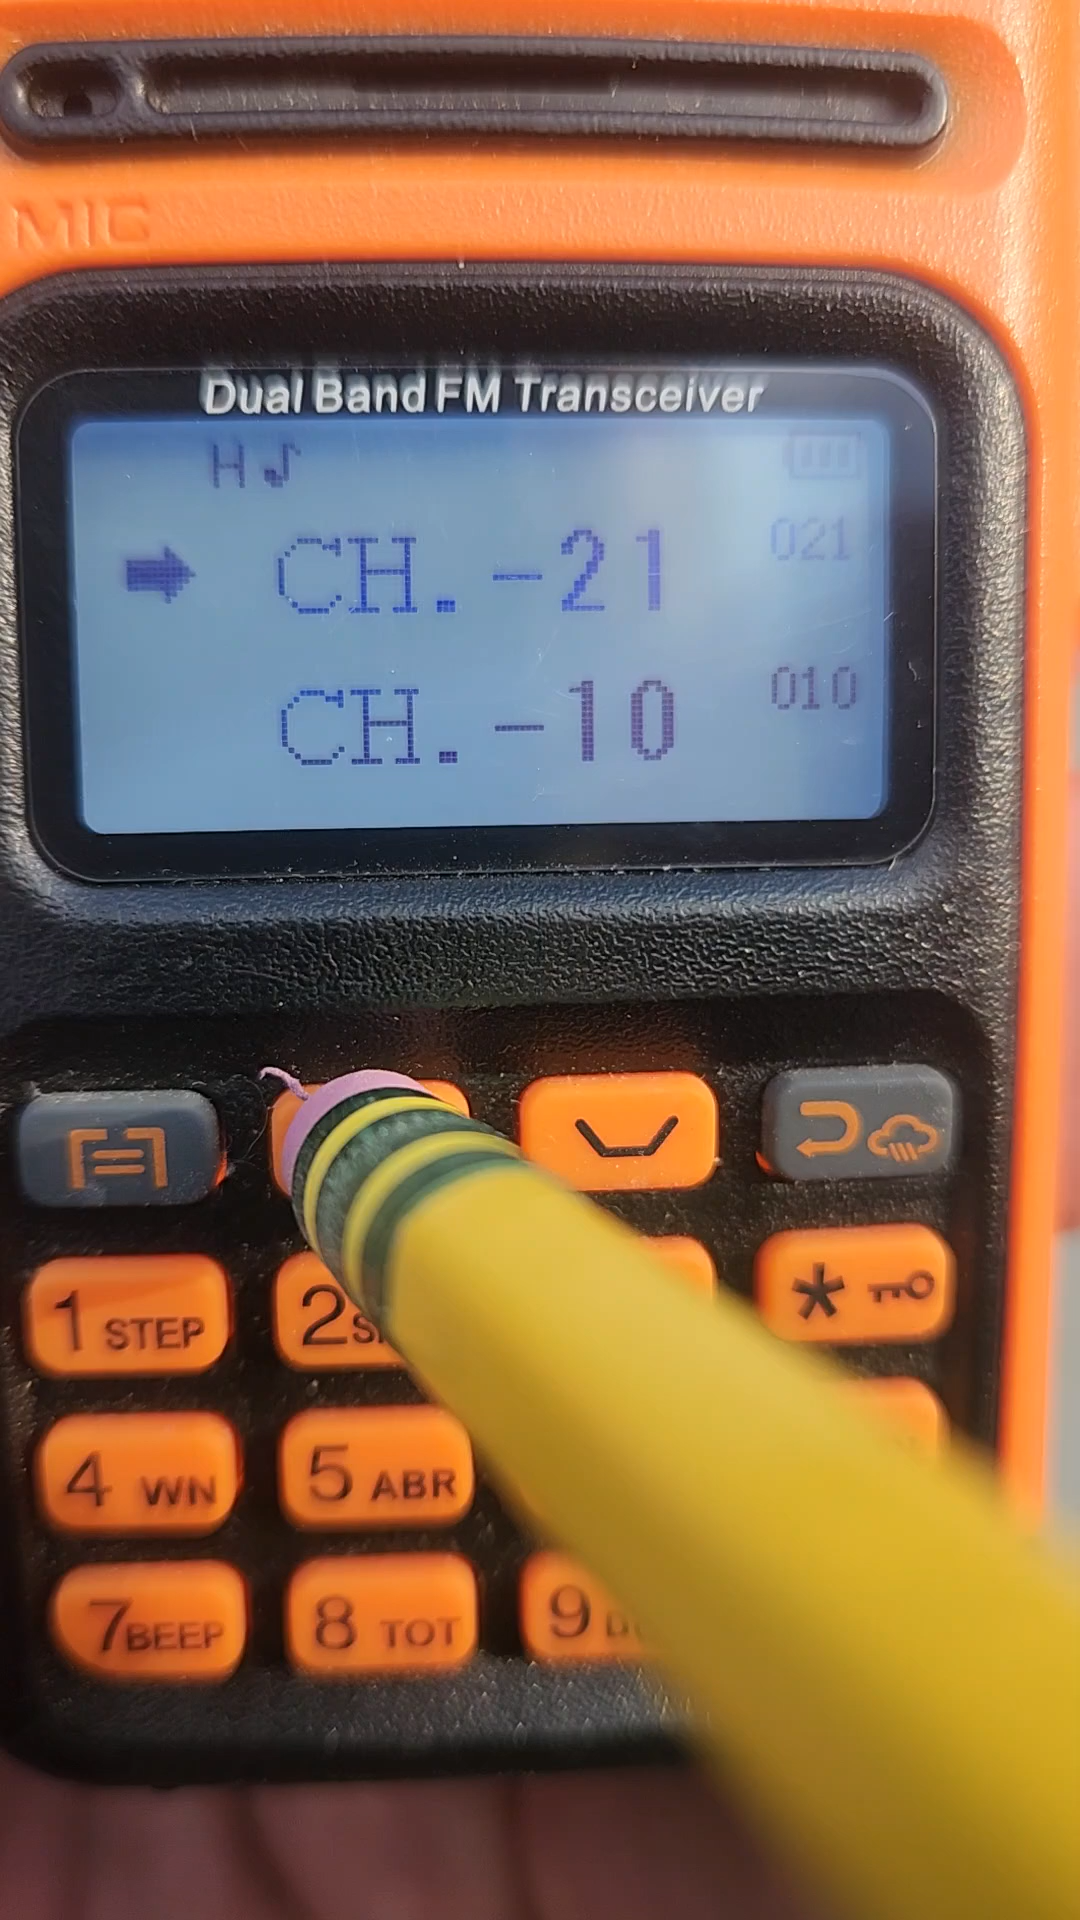 MIC
Dual Band FM Transceiver
H
CH.-21 021
CH.-10 010
1 STEP
2
*
4 WN
5 ABR
7 BEEP
8 TOT
9